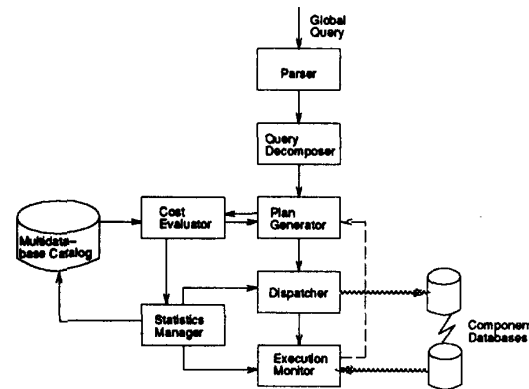 Global
Query
Parser
Query
Decomposer
Cost
Evaluator
Plan
Generator
Multidata-
base Catalog
Dispatcher
Statistics
Manager
Component
Databases
Execution
Monitor